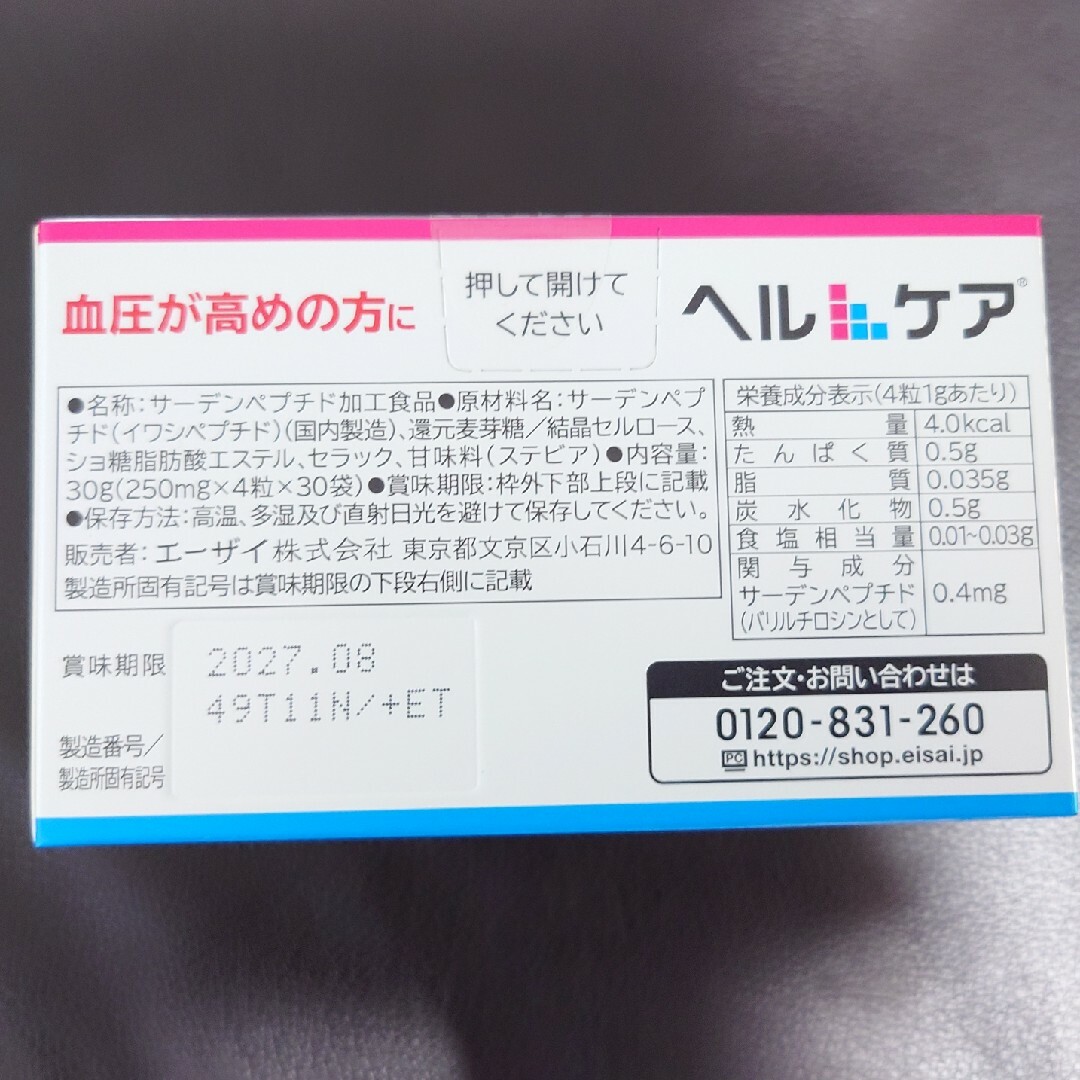 血圧が高めの方に
押して開けて
ください
ヘルケア®
●名称:サーデンペプチド加工食品●原材料名:サーデンペプ
チド(イワシペプチド)(国内製造)、還元麦芽糖/結晶セルロース、
ショ糖脂肪酸エステル、セラック、甘味料(ステビア)●内容量:
30g(250mg×4粒×30袋)●賞味期限:枠外下部上段に記載
●保存方法:高温、多湿及び直射日光を避けて保存してください。
販売者:エーザイ株式会社 東京都文京区小石川4-6-10
製造所固有記号は賞味期限の下段右側に記載
栄養成分表示(4粒1gあたり)
熱量 4.0kcal
たんぱく質 0.5g
脂質 0.035g
炭水化物 0.5g
食塩相当量 0.01~0.03g
関与成分
サーデンペプチド 0.4mg
(バリルチロシンとして)
賞味期限 2027.08
49T11N/+ET
製造番号/
製造所固有記号
ご注文・お問い合わせは
0120-831-260
PC https://shop.eisai.jp